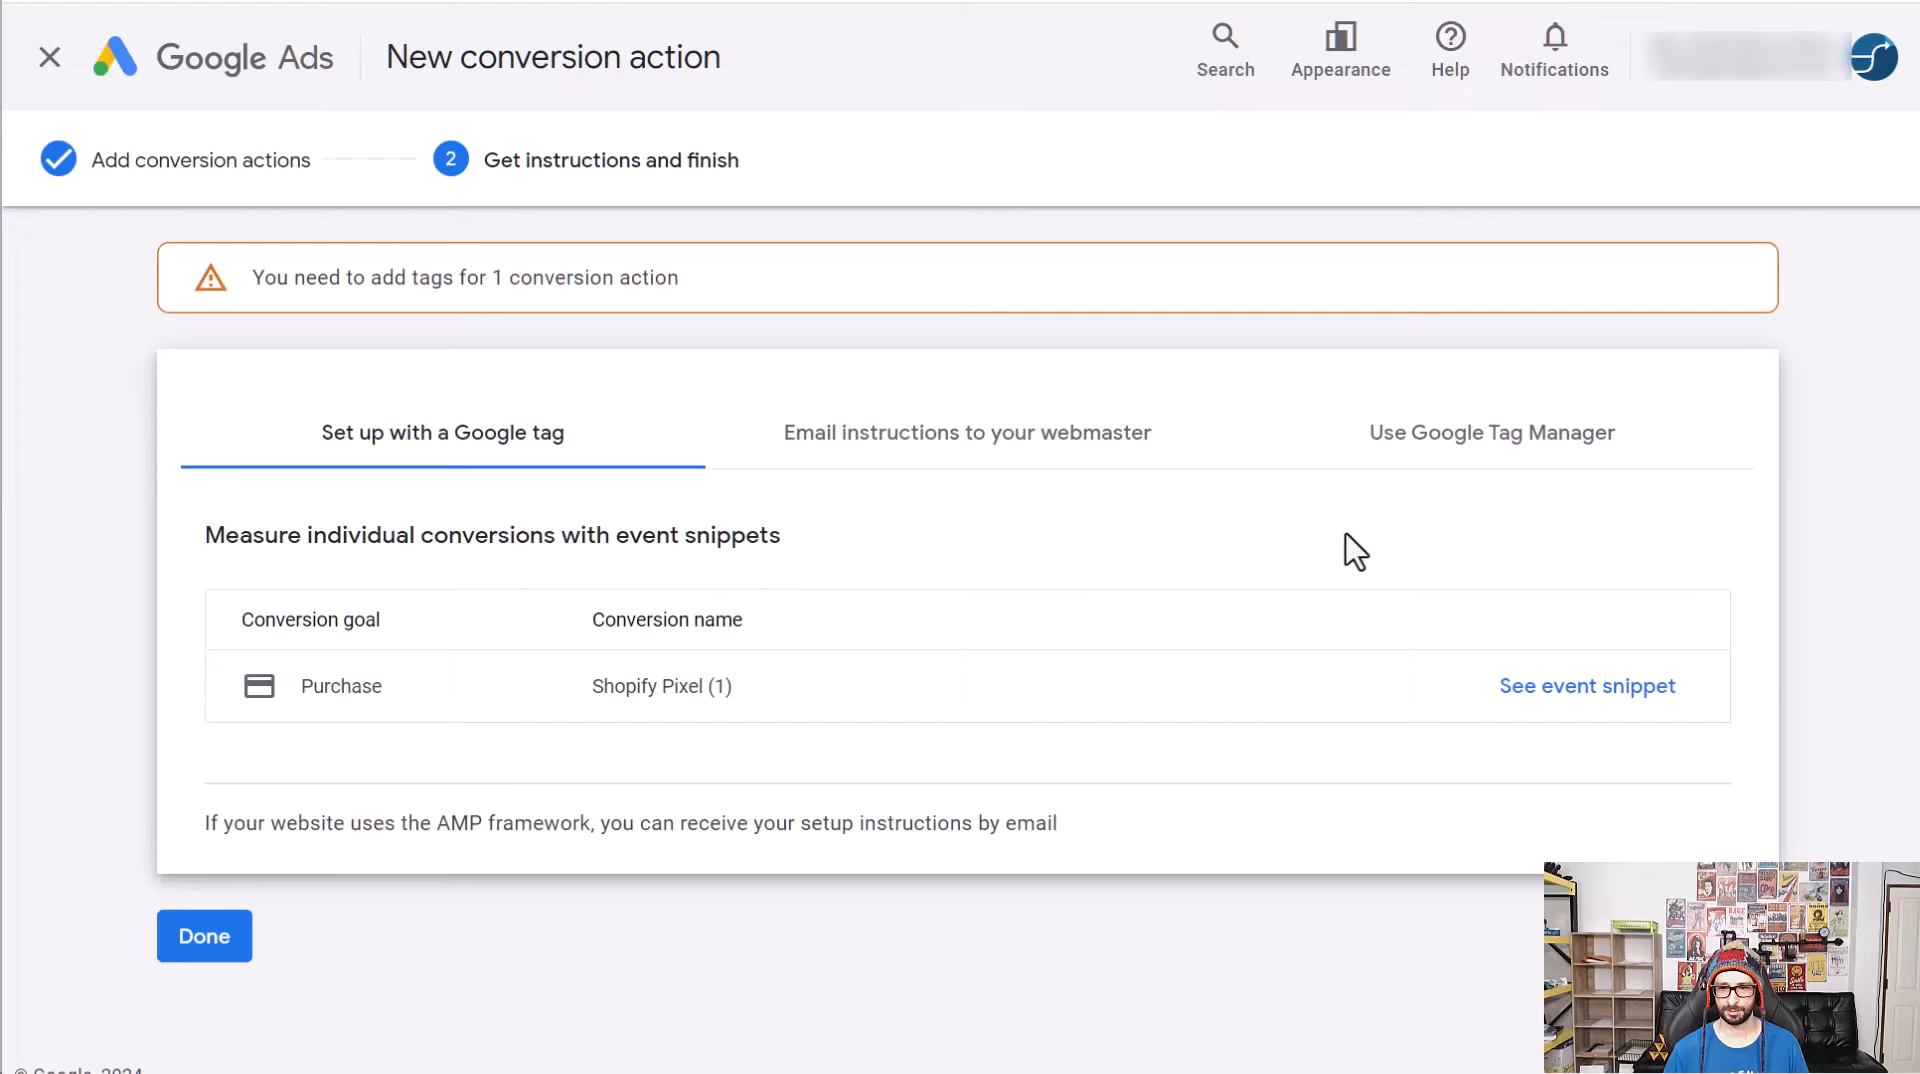 Google Ads
New conversion action
Search
Appearance
Help
Notifications
Add conversion actions
2
Get instructions and finish
You need to add tags for 1 conversion action
Set up with a Google tag
Email instructions to your webmaster
Use Google Tag Manager
Measure individual conversions with event snippets
Conversion goal
Conversion name
Purchase
Shopify Pixel (1)
See event snippet
If your website uses the AMP framework, you can receive your setup instructions by email
Done
© Google, 2024